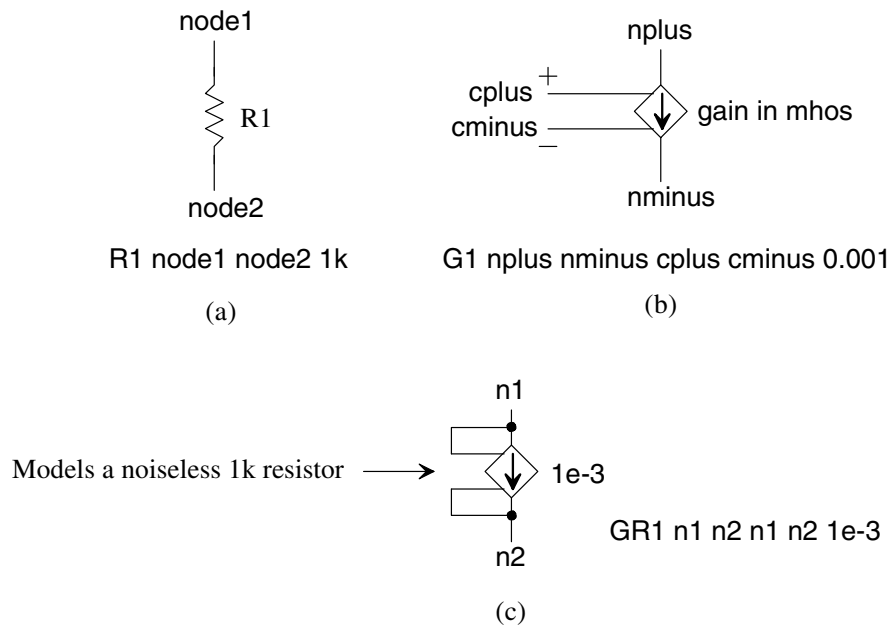 node1
R1
node2
R1 node1 node2 1k
(a)
nplus
+
cplus
cminus
−
gain in mhos
nminus
G1 nplus nminus cplus cminus 0.001
(b)
n1
Models a noiseless 1k resistor
1e-3
GR1 n1 n2 n1 n2 1e-3
n2
(c)